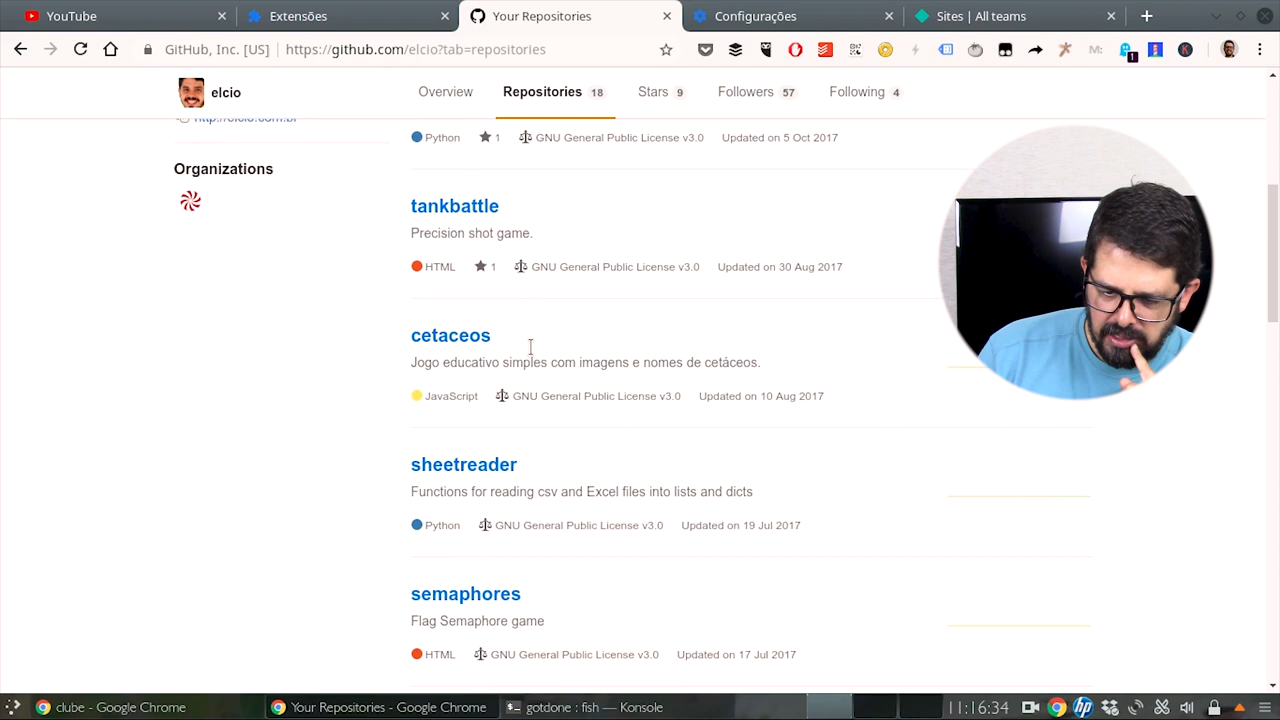 YouTube
Extensões
Your Repositories
Configurações
Sites | All teams
GitHub, Inc. [US]
https://github.com/elcio?tab=repositories
M:
1
elcio
Overview
Repositories 18
Stars 9
Followers 57
Following 4
http://elcio.com.br
Organizations
Python 1 GNU General Public License v3.0 Updated on 5 Oct 2017
tankbattle
Precision shot game.
HTML 1 GNU General Public License v3.0 Updated on 30 Aug 2017
cetaceos
Jogo educativo simples com imagens e nomes de cetáceos.
JavaScript GNU General Public License v3.0 Updated on 10 Aug 2017
sheetreader
Functions for reading csv and Excel files into lists and dicts
Python GNU General Public License v3.0 Updated on 19 Jul 2017
semaphores
Flag Semaphore game
HTML GNU General Public License v3.0 Updated on 17 Jul 2017
clube - Google Chrome
Your Repositories - Google Chrome
gotdone : fish — Konsole
hp
11:16:34